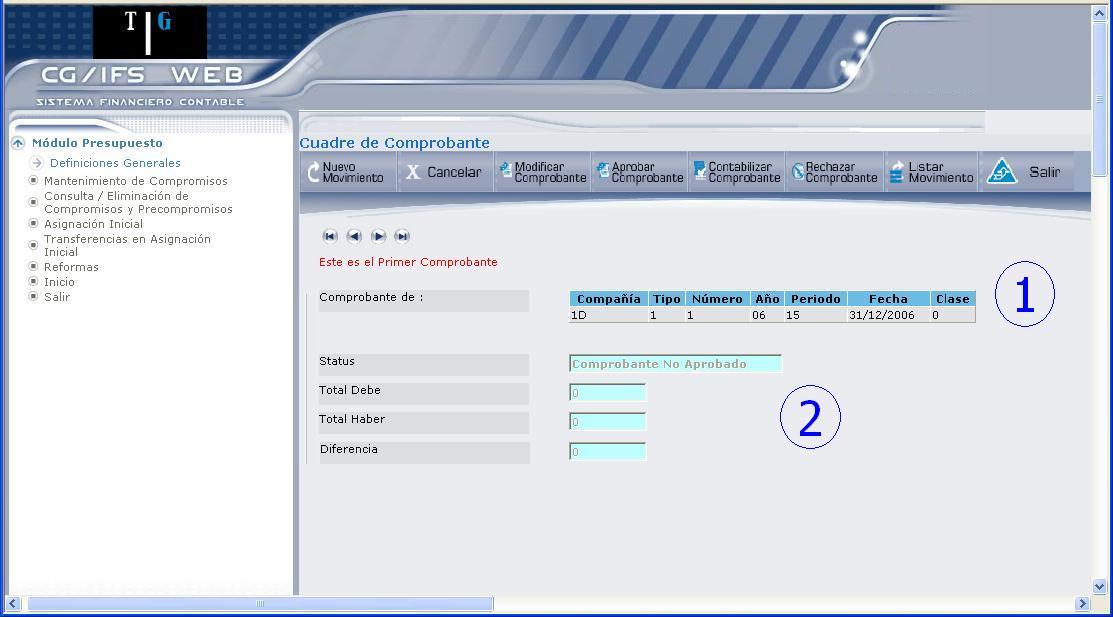 T G
CG/IFS WEB
SISTEMA FINANCIERO CONTABLE
Módulo Presupuesto
Definiciones Generales
Mantenimiento de Compromisos
Consulta / Eliminación de
Compromisos y Precompromisos
Asignación Inicial
Transferencias en Asignación
Inicial
Reformas
Inicio
Salir
Cuadre de Comprobante
Nuevo
Movimiento
Cancelar
Modificar
Comprobante
Aprobar
Comprobante
Contabilizar
Comprobante
Rechazar
Comprobante
Listar
Movimiento
Salir
Este es el Primer Comprobante
Comprobante de :
Compañía Tipo Número Año Periodo Fecha Clase
1D 1 1 06 15 31/12/2006 0
1
Status Comprobante No Aprobado
Total Debe 0
Total Haber 0
2
Diferencia 0